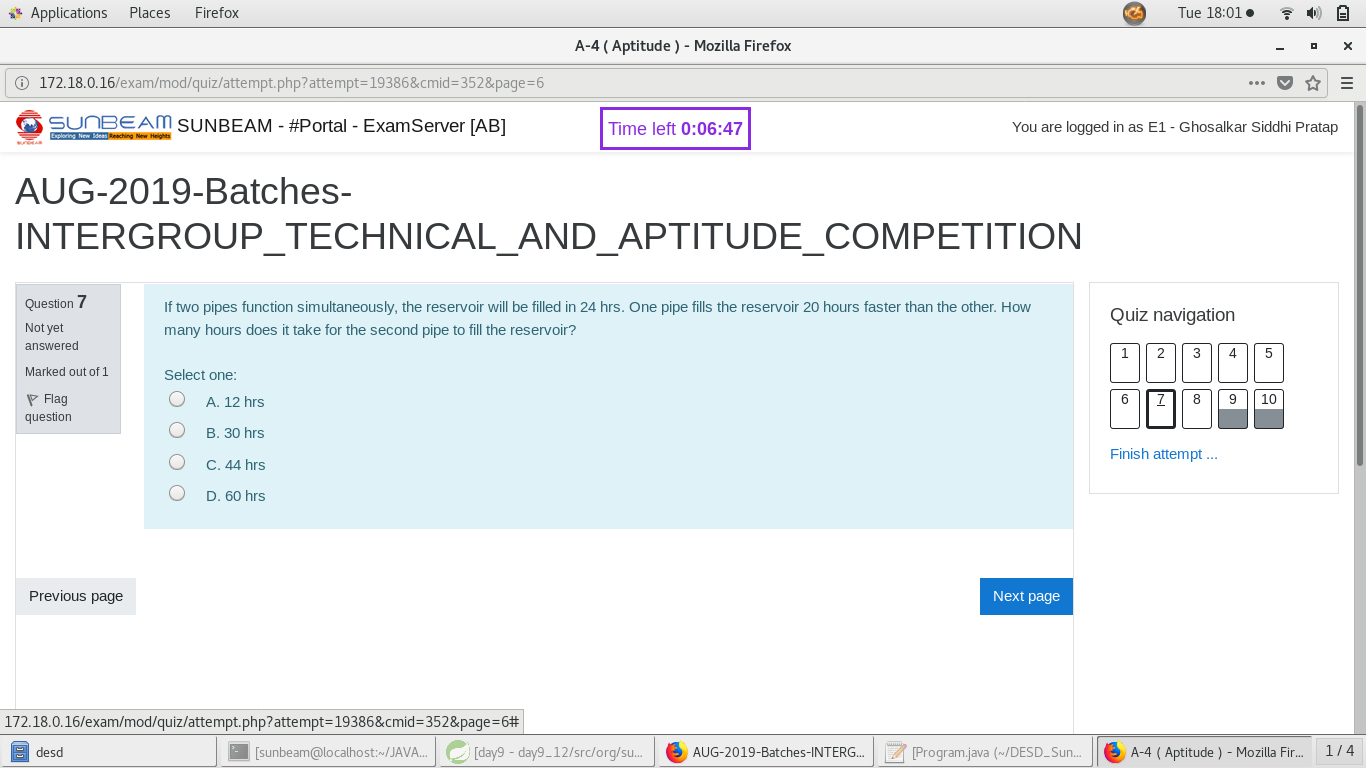 Applications Places Firefox Tue 18:01
A-4 ( Aptitude ) - Mozilla Firefox
172.18.0.16/exam/mod/quiz/attempt.php?attempt=19386&cmid=352&page=6
SUNBEAM
Exploring New Ideas Reaching New Heights
SUNBEAM
SUNBEAM - #Portal - ExamServer [AB]
Time left 0:06:47
You are logged in as E1 - Ghosalkar Siddhi Pratap
AUG-2019-Batches-
INTERGROUP_TECHNICAL_AND_APTITUDE_COMPETITION
Question 7
Not yet
answered
Marked out of 1
Flag
question
If two pipes function simultaneously, the reservoir will be filled in 24 hrs. One pipe fills the reservoir 20 hours faster than the other. How
many hours does it take for the second pipe to fill the reservoir?
Select one:
A. 12 hrs
B. 30 hrs
C. 44 hrs
D. 60 hrs
Quiz navigation
1 2 3 4 5
6 7 8 9 10
Finish attempt ...
Previous page
Next page
172.18.0.16/exam/mod/quiz/attempt.php?attempt=19386&cmid=352&page=6#
desd
[sunbeam@localhost:~/JAVA...
[day9 - day9_12/src/org/su...
AUG-2019-Batches-INTERG...
[Program.java (~/DESD_Sun...
A-4 ( Aptitude ) - Mozilla Fir...
1 / 4